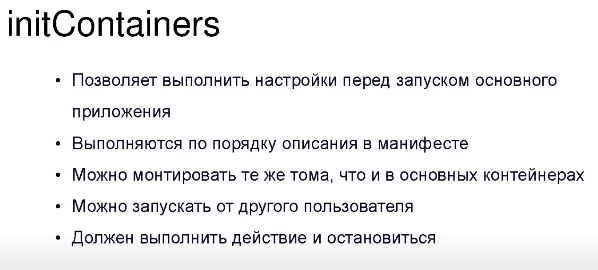 initContainers
• Позволяет выполнить настройки перед запуском основного
приложения
• Выполняются по порядку описания в манифесте
• Можно монтировать те же тома, что и в основных контейнерах
• Можно запускать от другого пользователя
• Должен выполнить действие и остановиться